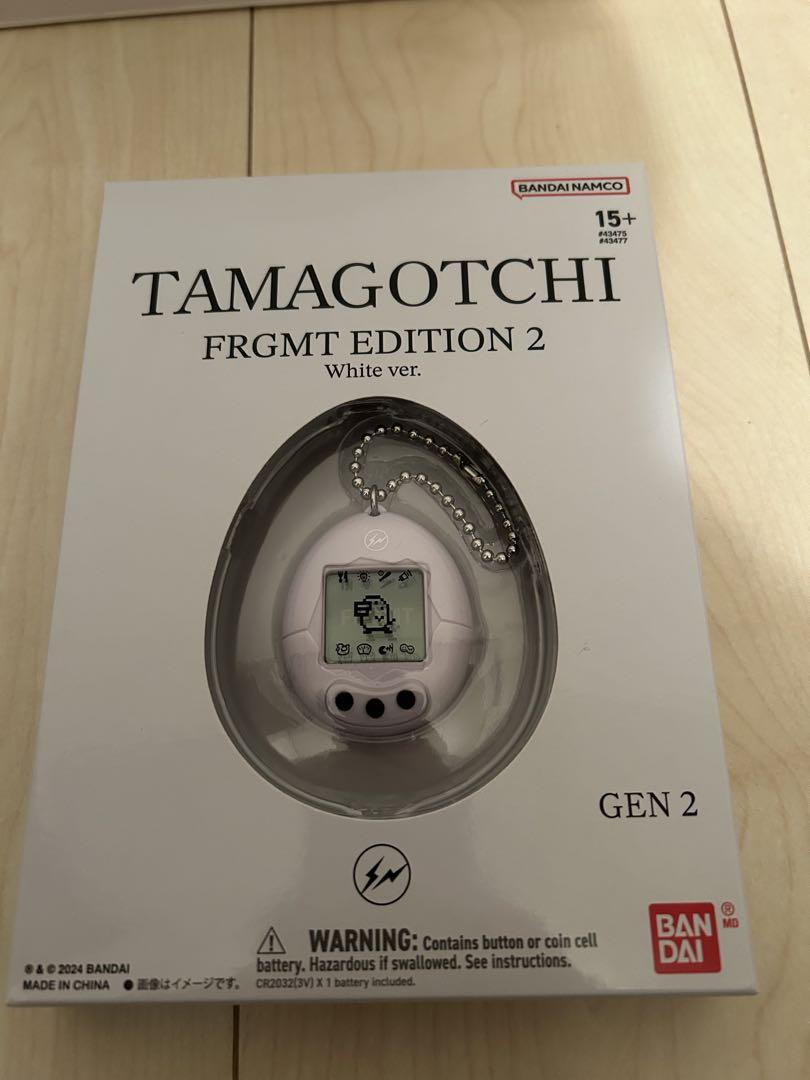 BANDAI NAMCO
15+
#43475
#43477
TAMAGOTCHI
FRGMT EDITION 2
White ver.
GEN 2
⚠ WARNING: Contains button or coin cell
battery. Hazardous if swallowed. See instructions.
CR2032(3V) X 1 battery included.
® & © 2024 BANDAI
MADE IN CHINA ●画像はイメージです。
BAN
DAI
® MD